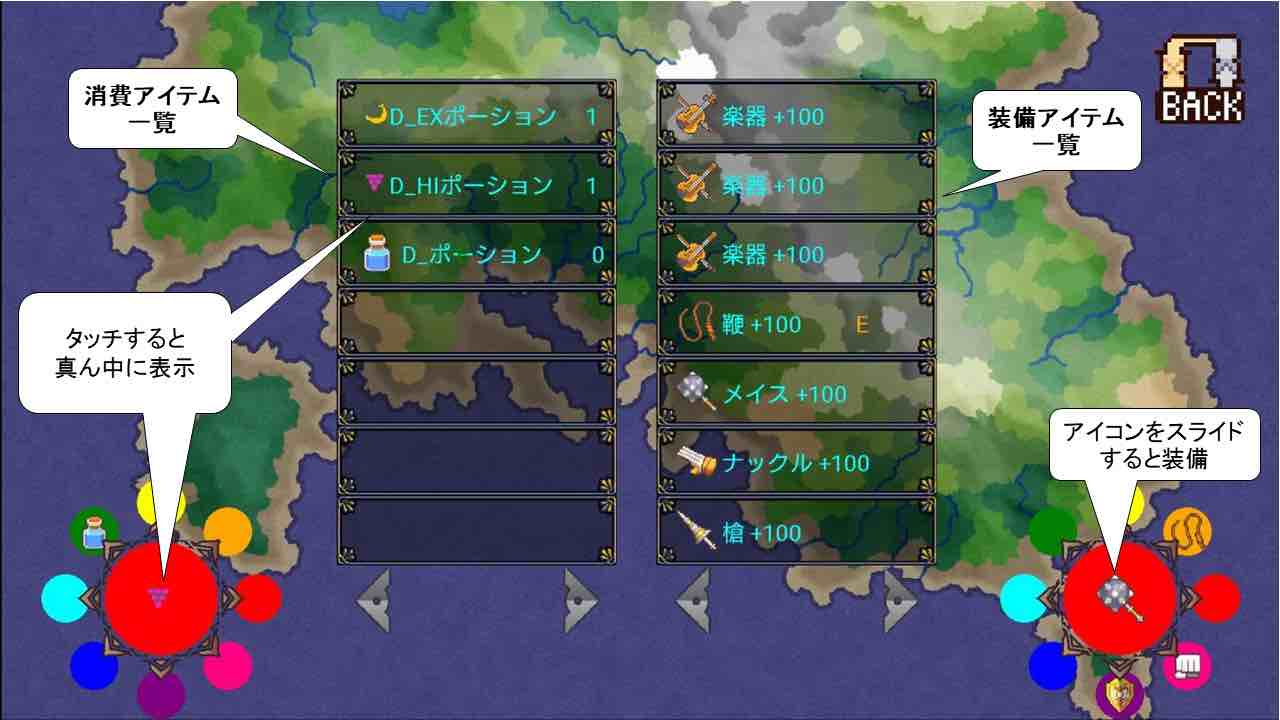 消費アイテム
一覧
タッチすると
真ん中に表示
D_EXポーション 1
D_HIポーション 1
D_ポーション 0
楽器 +100
楽器 +100
楽器 +100
鞭 +100 E
メイス +100
ナックル +100
槍 +100
BACK
装備アイテム
一覧
アイコンをスライド
すると装備